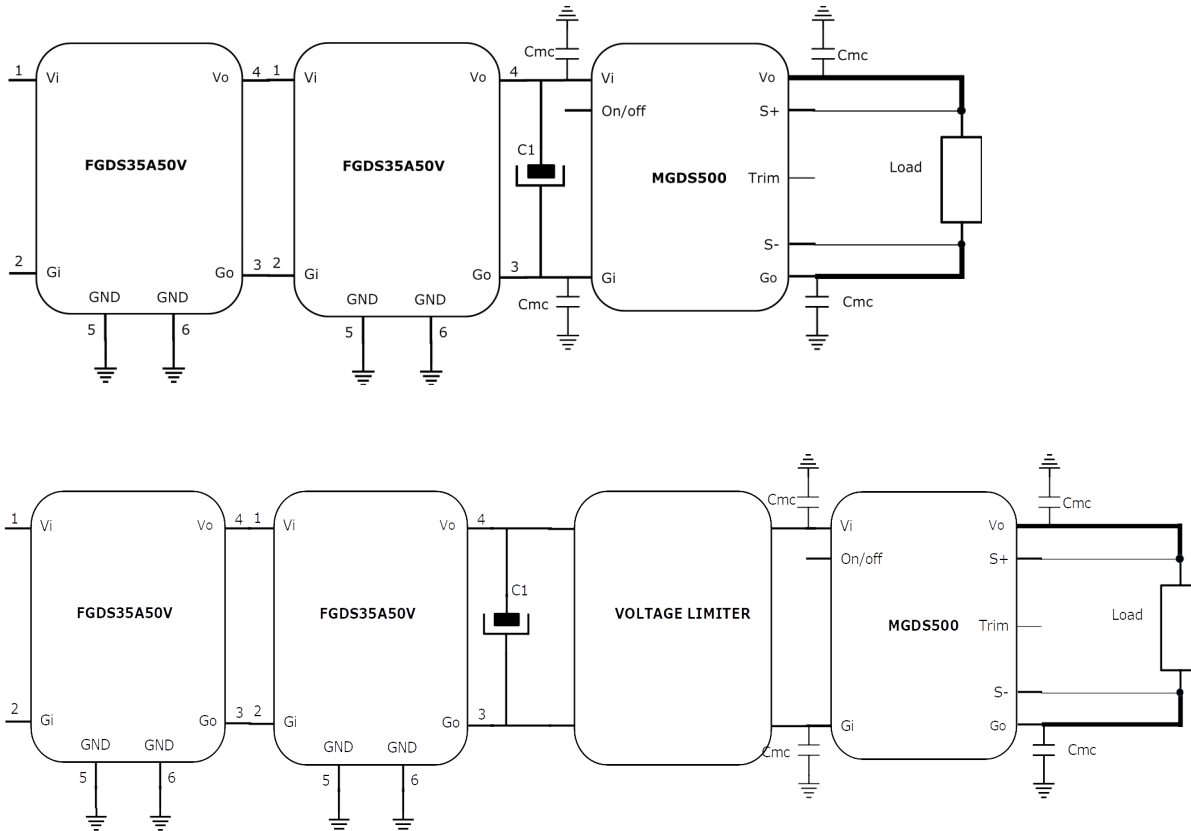 Cmc
Cmc
1 Vi Vo 4 1 Vi Vo 4 Vi Vo
On/off S+
C1
FGDS35A50V FGDS35A50V MGDS500 Trim Load
S-
2 Gi Go 3 2 Gi Go 3 Gi Go
GND GND GND GND Cmc Cmc
5 6 5 6
Cmc Cmc
1 Vi Vo 4 1 Vi Vo 4 Vi Vo
On/off S+
C1
FGDS35A50V FGDS35A50V VOLTAGE LIMITER MGDS500 Trim Load
S-
2 Gi Go 3 2 Gi Go 3 Gi Go
GND GND GND GND Cmc Cmc
5 6 5 6